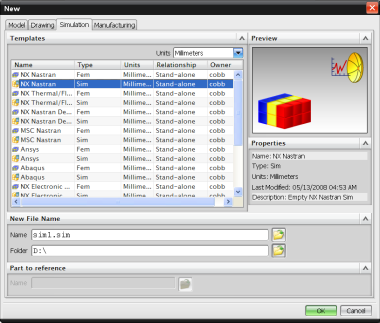 New
Model Drawing Simulation Manufacturing
Templates
Units Millimeters
Name Type Units Relationship Owner
NX Nastran Fem Millime... Stand-alone cobb
NX Nastran Sim Millime... Stand-alone cobb
NX Thermal/Fl... Fem Millime... Stand-alone cobb
NX Thermal/Fl... Sim Millime... Stand-alone cobb
NX Nastran De... Fem Millime... Stand-alone cobb
NX Nastran De... Sim Millime... Stand-alone cobb
MSC Nastran Fem Millime... Stand-alone cobb
MSC Nastran Sim Millime... Stand-alone cobb
Ansys Fem Millime... Stand-alone cobb
Ansys Sim Millime... Stand-alone cobb
Abaqus Fem Millime... Stand-alone cobb
Abaqus Sim Millime... Stand-alone cobb
NX Electronic ... Fem Millime... Stand-alone cobb
NX Electronic Sim Millime... Stand-alone cobb
Preview
Properties
Name: NX Nastran
Type: Sim
Units: Millimeters
Last Modified: 05/13/2008 04:53 AM
Description: Empty NX Nastran Sim
New File Name
Name sim1.sim
Folder D:\
Part to reference
Name
OK Cancel